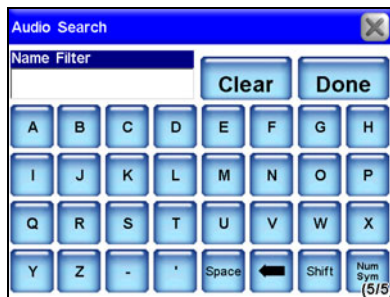 Audio Search
Name Filter
Clear Done
A B C D E F G H
I J K L M N O P
Q R S T U V W X
Y Z - ' Space Shift Num Sym
(5/5